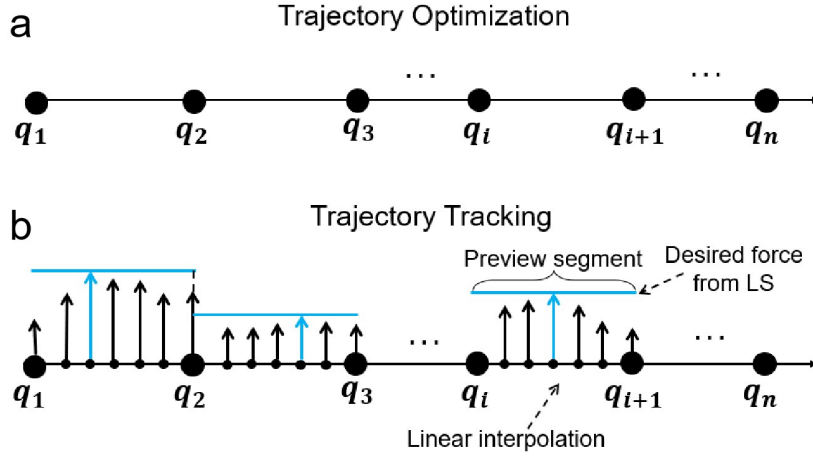 a
Trajectory Optimization
... ...
q1 q2 q3 qi qi+1 qn
b
Trajectory Tracking
Preview segment
Desired force
from LS
... ...
q1 q2 q3 qi qi+1 qn
Linear interpolation